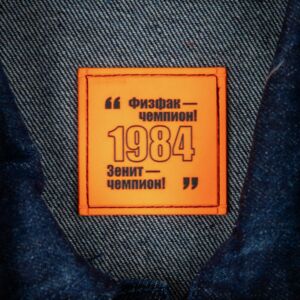 ❝ Физфак —
чемпион!
1984
Зенит —
чемпион! ❞